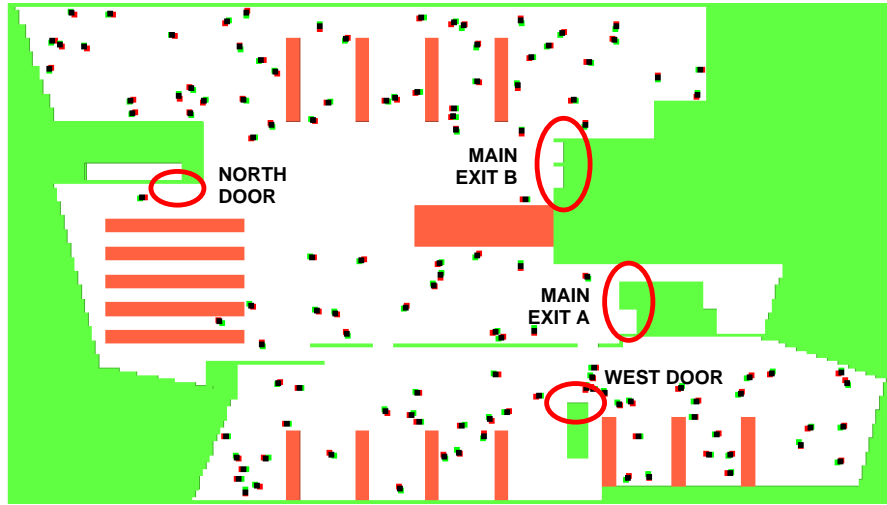 MAIN
EXIT B
NORTH
DOOR
MAIN
EXIT A
WEST DOOR